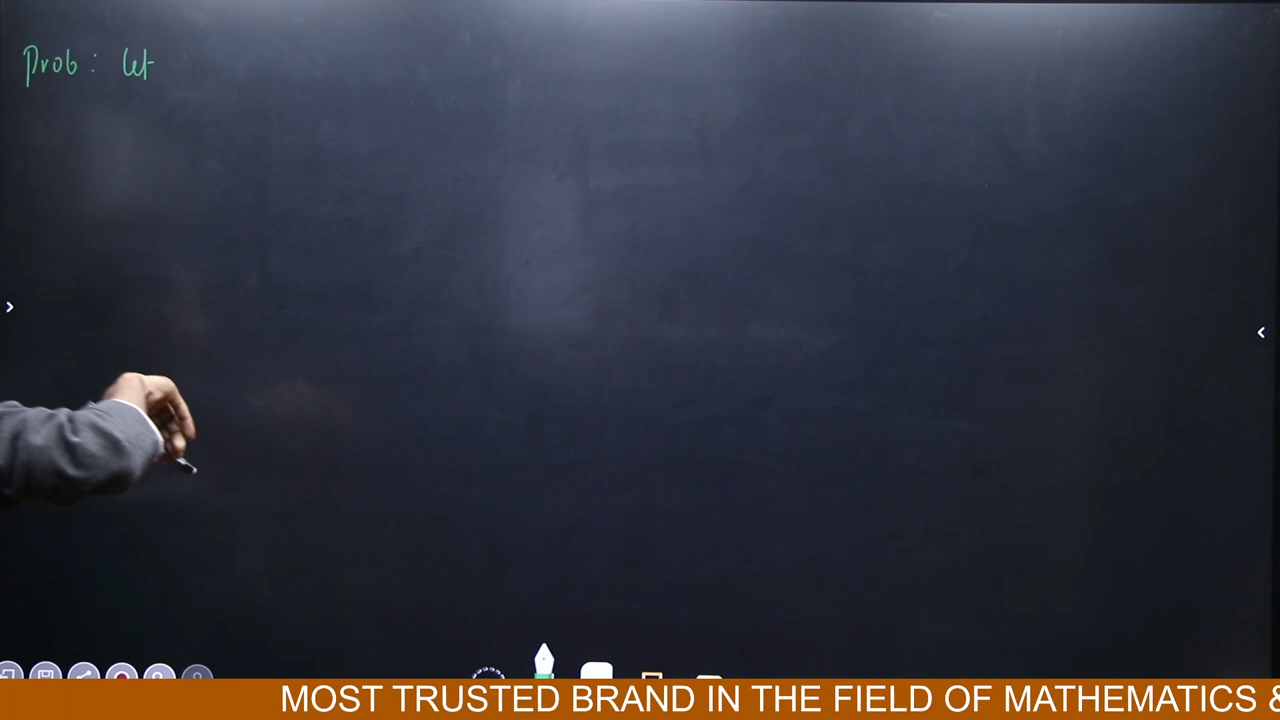 Prob : let
MOST TRUSTED BRAND IN THE FIELD OF MATHEMATICS &